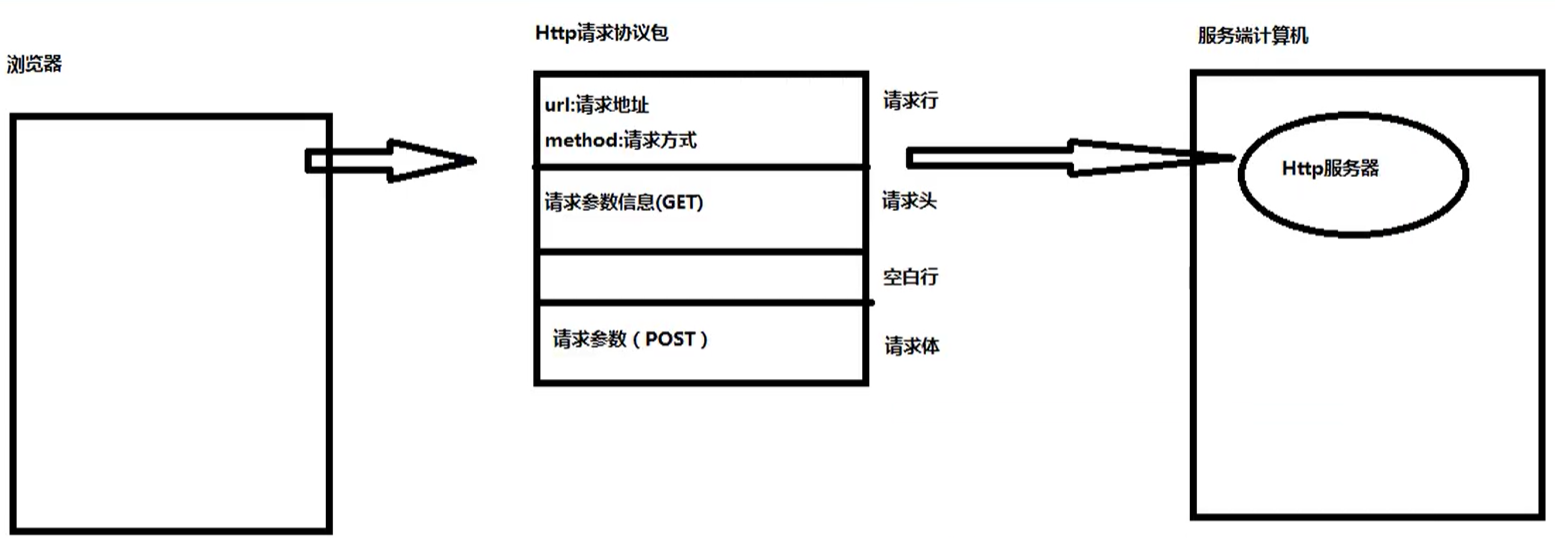 浏览器
Http请求协议包
url:请求地址
method:请求方式
请求行
请求参数信息(GET)
请求头
空白行
请求参数（POST）
请求体
服务端计算机
Http服务器